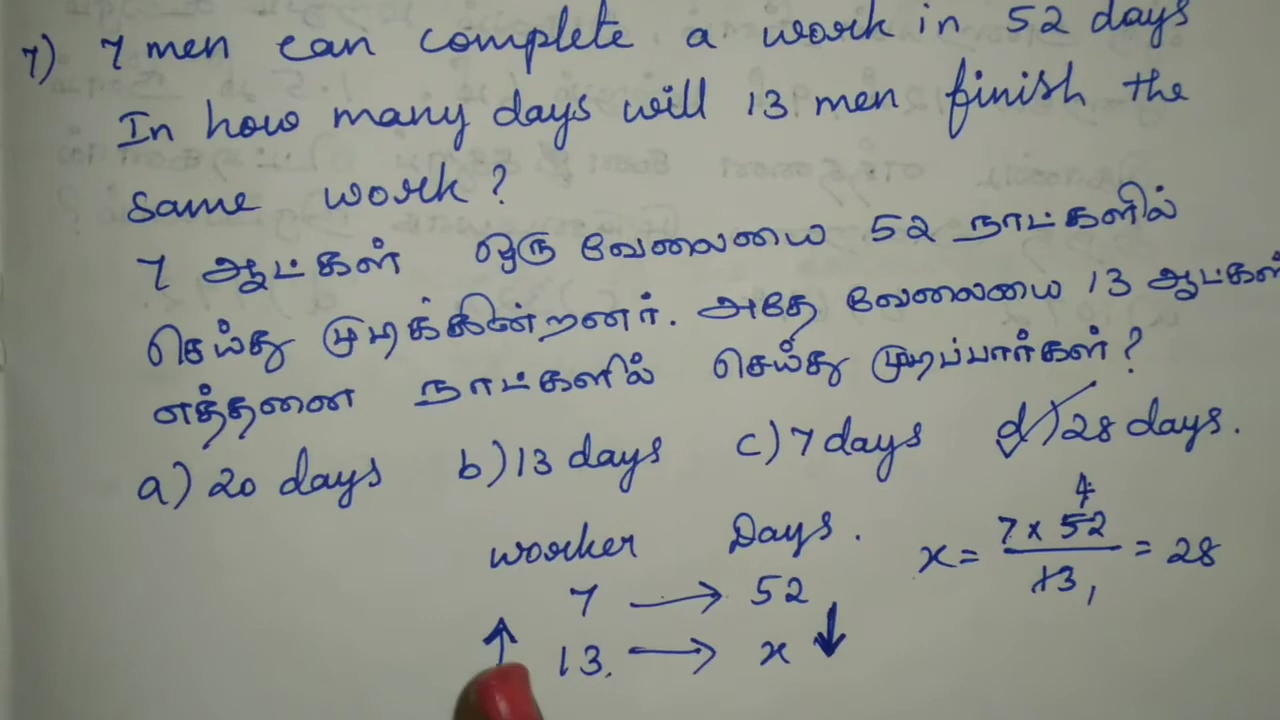 7) 7 men can complete a work in 52 days
In how many days will 13 men finish the
same work?
7 ஆட்கள் ஒரு வேலையை 52 நாட்களில்
செய்து முடிக்கின்றனர். அதே வேலையை 13 ஆட்கள்
எத்தனை நாட்களில் செய்து முடிப்பார்கள்?
a) 20 days b) 13 days c) 7 days d) 28 days.
worker Days.
7 → 52
↑ 13. → x ↓
4
x = 7 x 52 / 13 = 28
1